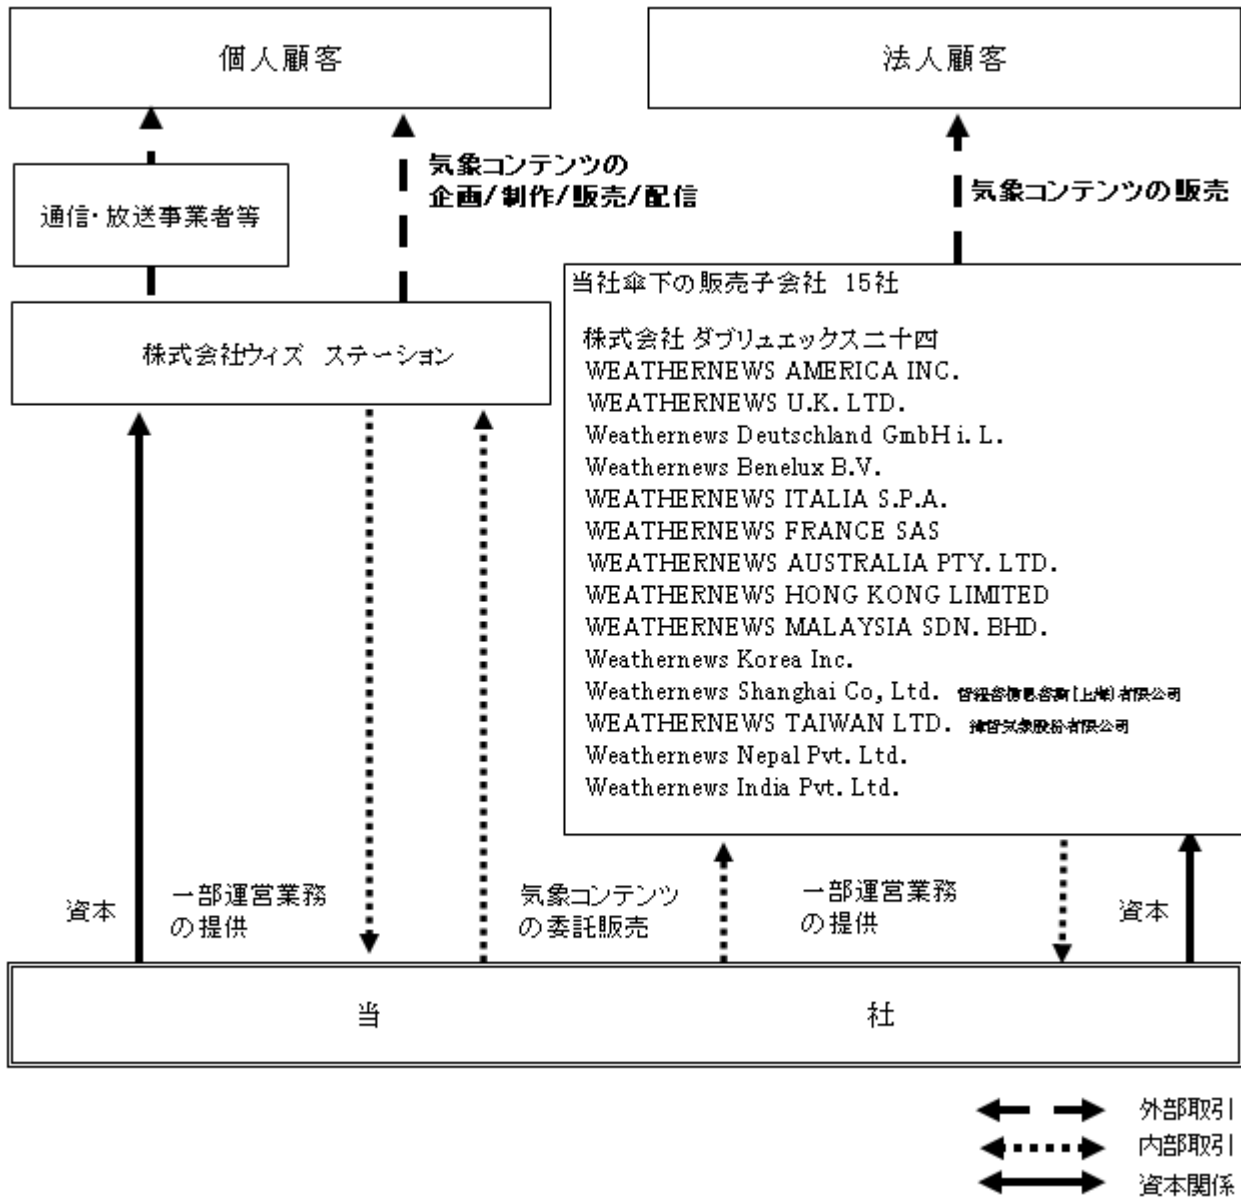 個人顧客
法人顧客
気象コンテンツの
企画/制作/販売/配信
気象コンテンツの販売
通信・放送事業者等
株式会社ウィズ ステーション
当社傘下の販売子会社 15社
株式会社 ダブリュエックス二十四
WEATHERNEWS AMERICA INC.
WEATHERNEWS U.K. LTD.
Weathernews Deutschland GmbH i. L.
Weathernews Benelux B.V.
WEATHERNEWS ITALIA S.P.A.
WEATHERNEWS FRANCE SAS
WEATHERNEWS AUSTRALIA PTY. LTD.
WEATHERNEWS HONG KONG LIMITED
WEATHERNEWS MALAYSIA SDN. BHD.
Weathernews Korea Inc.
Weathernews Shanghai Co, Ltd.
WEATHERNEWS TAIWAN LTD.
Weathernews Nepal Pvt. Ltd.
Weathernews India Pvt. Ltd.
資本
一部運営業務
の提供
気象コンテンツ
の委託販売
一部運営業務
の提供
資本
当 社
外部取引
内部取引
資本関係